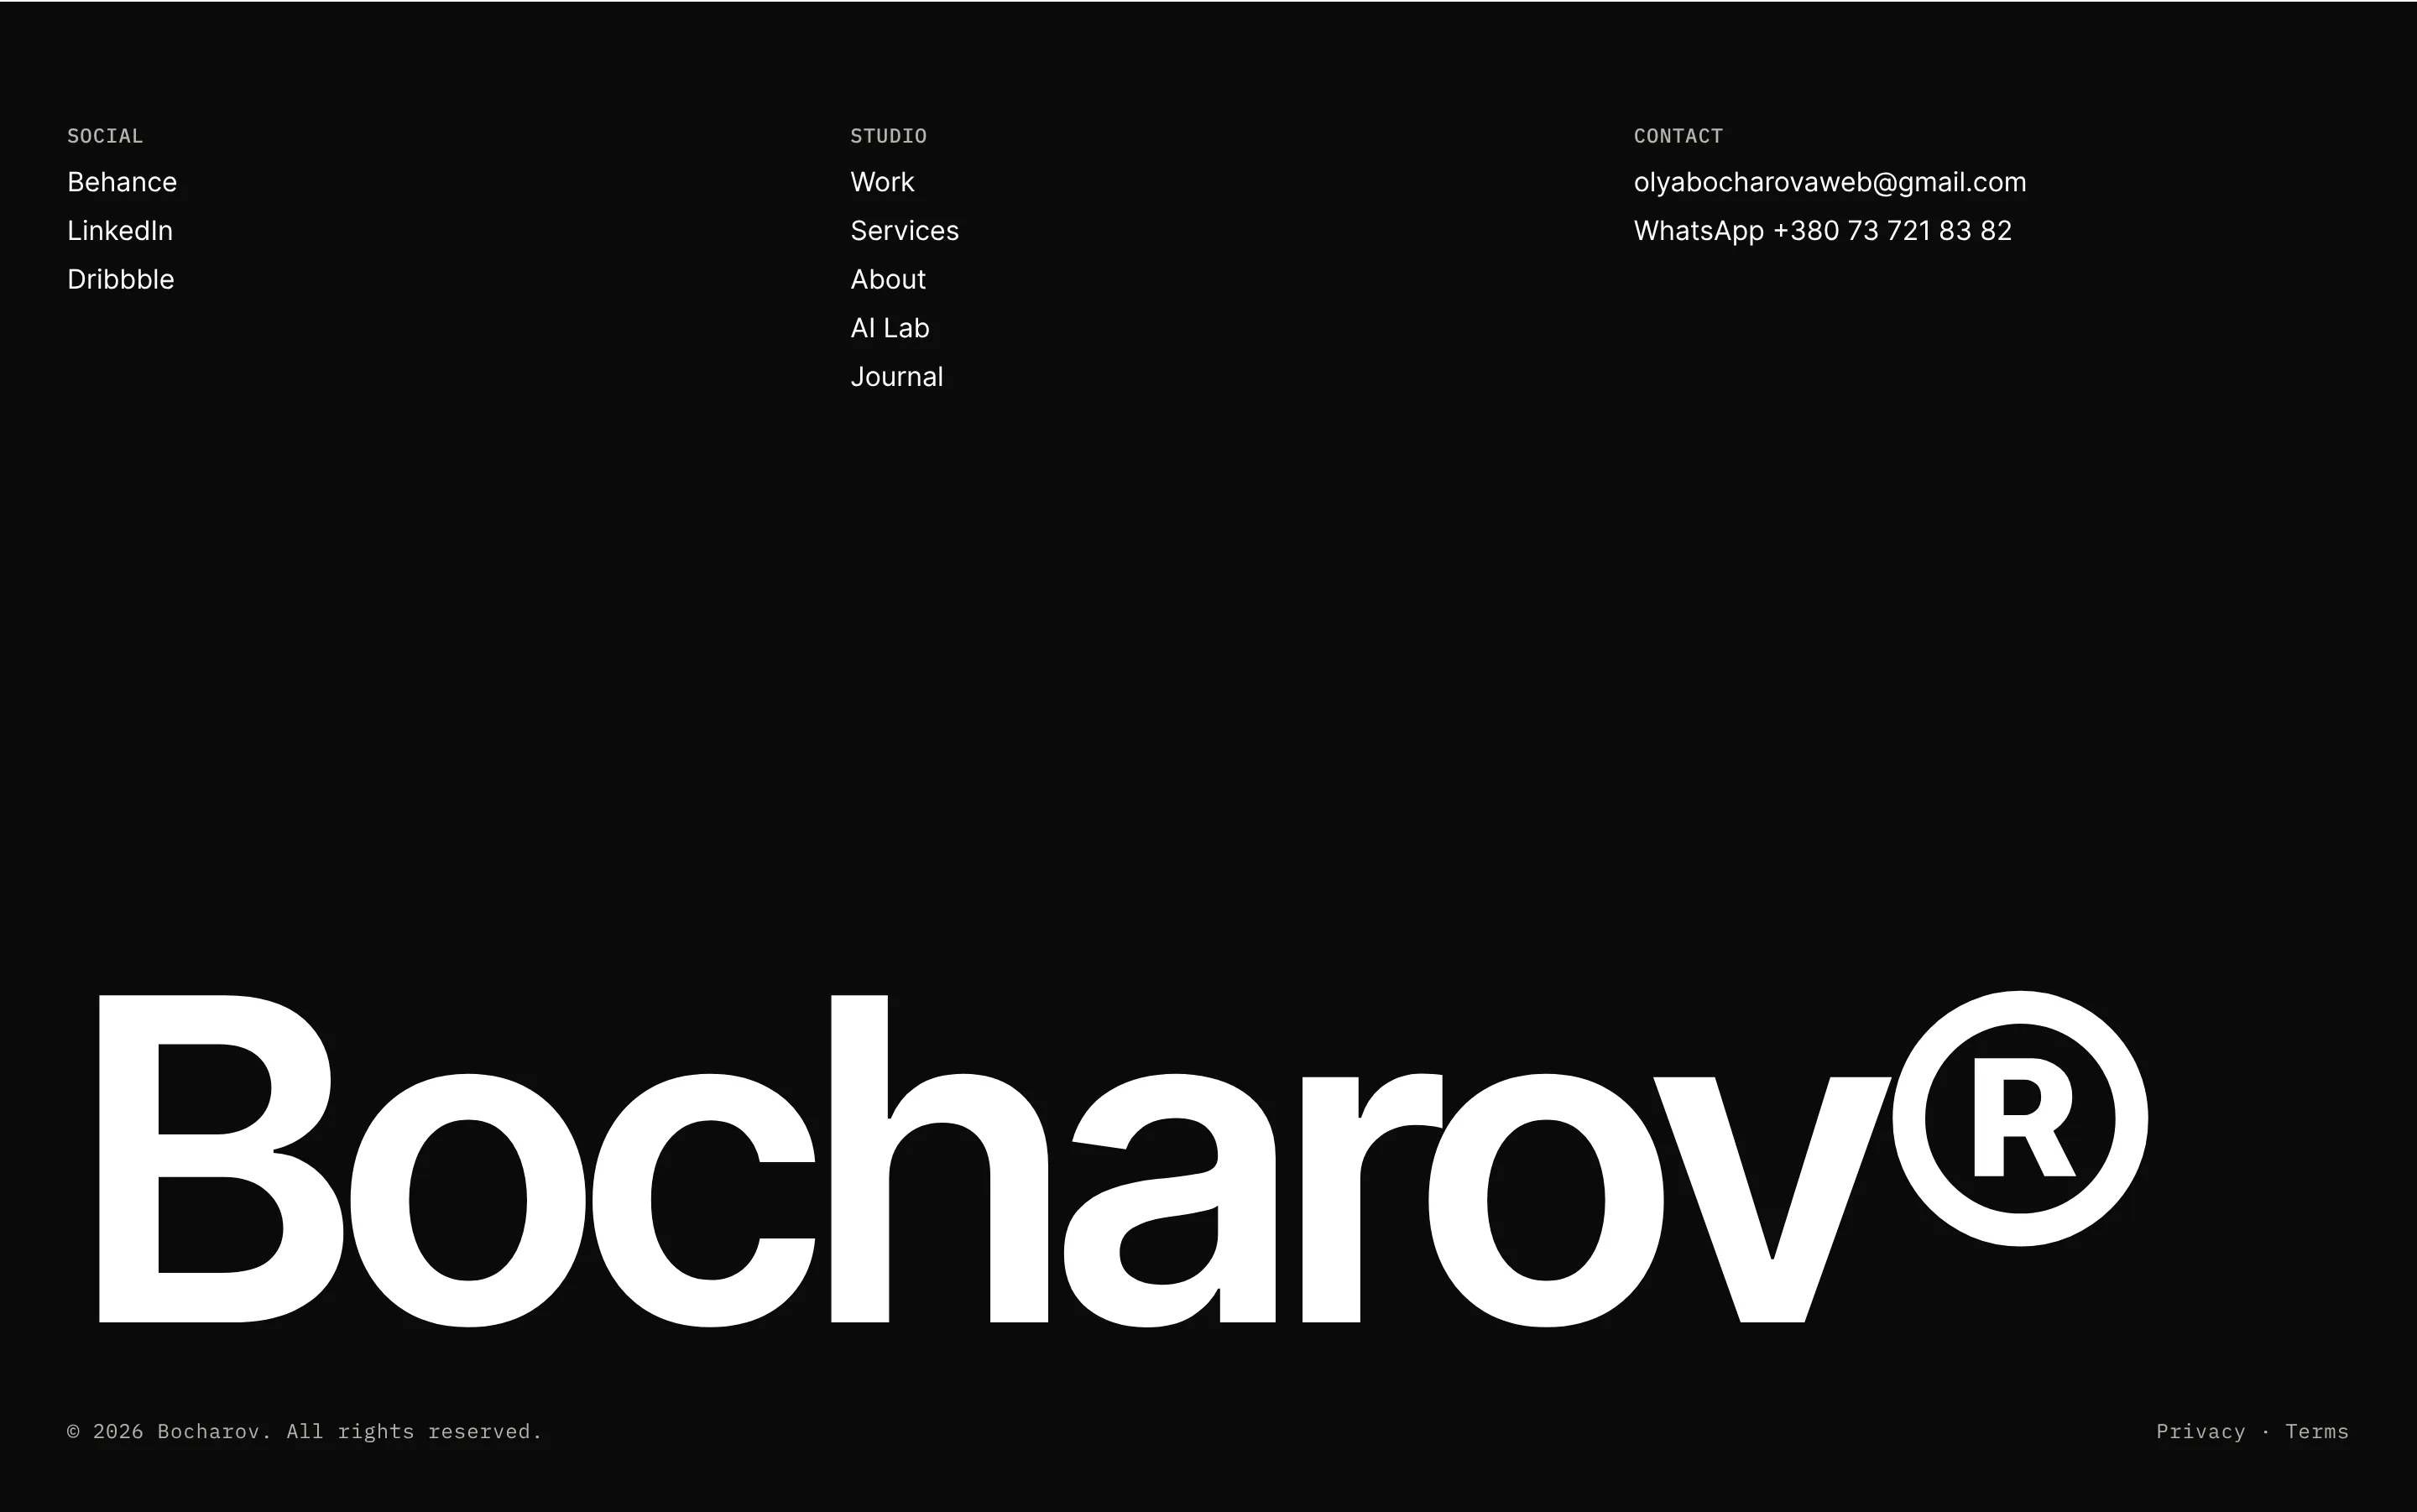 SOCIAL
Behance
LinkedIn
Dribbble
STUDIO
Work
Services
About
AI Lab
Journal
CONTACT
olyabocharovaweb@gmail.com
WhatsApp +380 73 721 83 82
Bocharov®
© 2026 Bocharov. All rights reserved.
Privacy · Terms